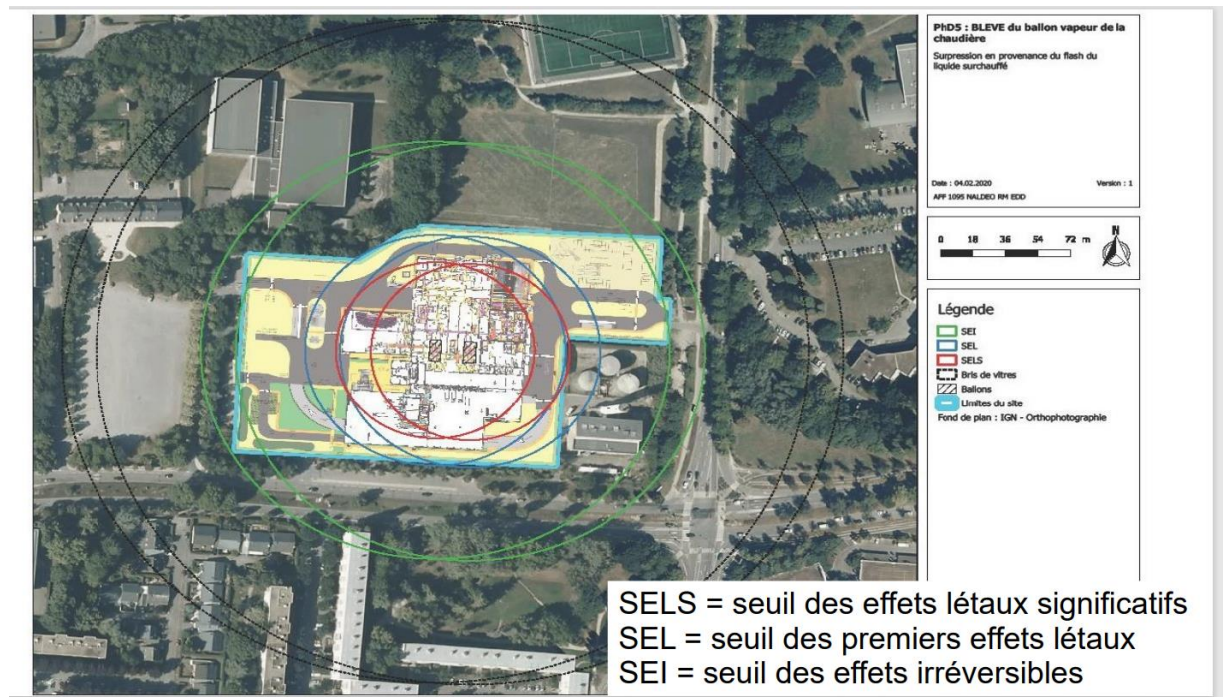 PhD5 : BLEVE du ballon vapeur de la
chaudière
Surpression en provenance du flash du
liquide surchauffé
Date : 04.02.2020
Version : 1
AFF 1095 NALDEO RM EDD
0 18 36 54 72 m
N
Légende
SEI
SEL
SELS
Bris de vitres
Ballons
Limites du site
Fond de plan : IGN - Orthophotographie
SELS = seuil des effets létaux significatifs
SEL = seuil des premiers effets létaux
SEI = seuil des effets irréversibles